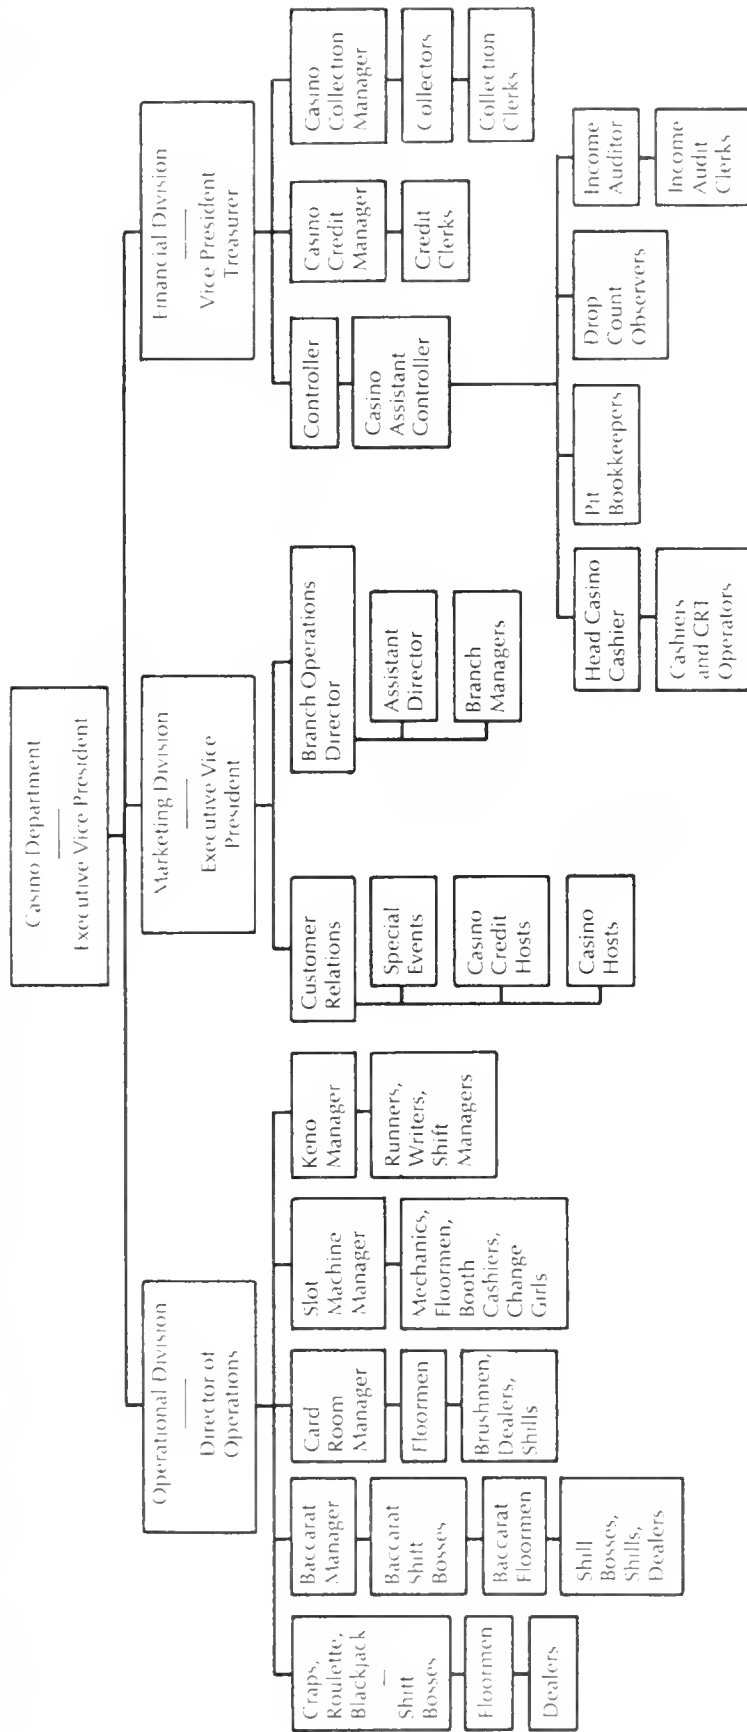 Casino Department
Executive Vice President
Operational Division
Director of
Operations
Marketing Division
Executive Vice
President
Financial Division
Vice President
Treasurer
Craps,
Roulette,
Blackjack
Shift
Bosses
Floormen
Dealers
Baccarat
Manager
Baccarat
Shift
Bosses
Baccarat
Floormen
Shill
Bosses,
Shills,
Dealers
Card
Room
Manager
Floormen
Brushmen,
Dealers,
Shills
Slot
Machine
Manager
Mechanics,
Floormen,
Booth
Cashiers,
Change
Girls
Keno
Manager
Runners,
Writers,
Shift
Managers
Customer
Relations
Special
Events
Casino
Credit
Hosts
Casino
Hosts
Branch Operations
Director
Assistant
Director
Branch
Managers
Controller
Casino
Assistant
Controller
Head Casino
Cashier
Cashiers
and CRT
Operators
Pit
Bookkeepers
Drop
Count
Observers
Income
Auditor
Income
Audit
Clerks
Casino
Credit
Manager
Credit
Clerks
Casino
Collection
Manager
Collectors
Collection
Clerks